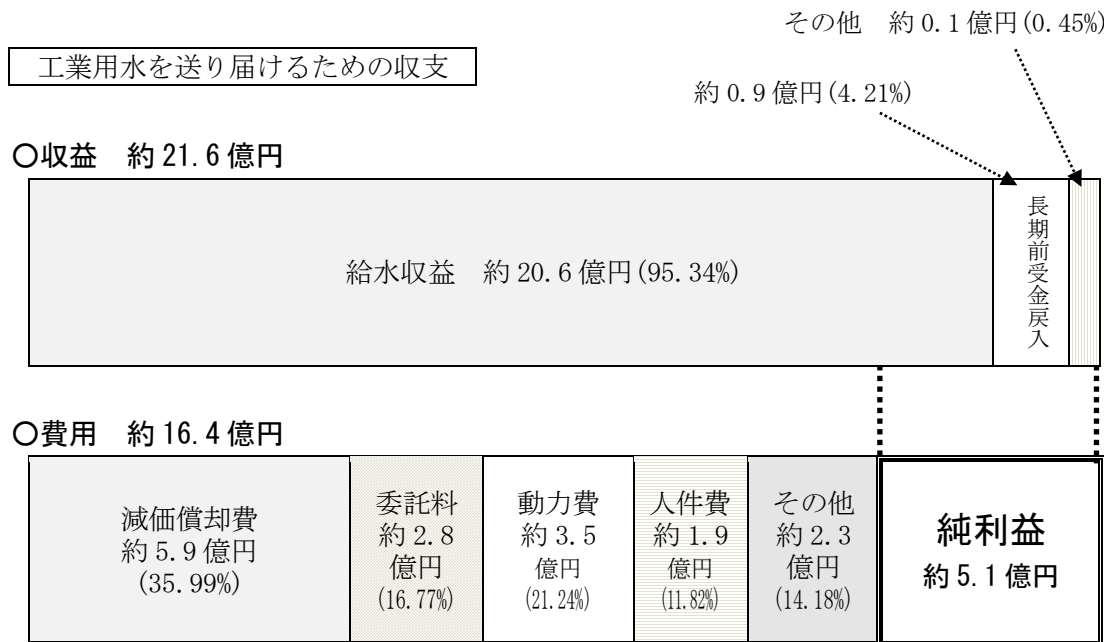 その他　約 0.1 億円(0.45%)
工業用水を送り届けるための収支
約 0.9 億円(4.21%)
○収益　約 21.6 億円
給水収益　約 20.6 億円(95.34%)
長期前受金戻入
○費用　約 16.4 億円
減価償却費
約 5.9 億円
(35.99%)
委託料
約 2.8
億円
(16.77%)
動力費
約 3.5
億円
(21.24%)
人件費
約 1.9
億円
(11.82%)
その他
約 2.3
億円
(14.18%)
純利益
約 5.1 億円